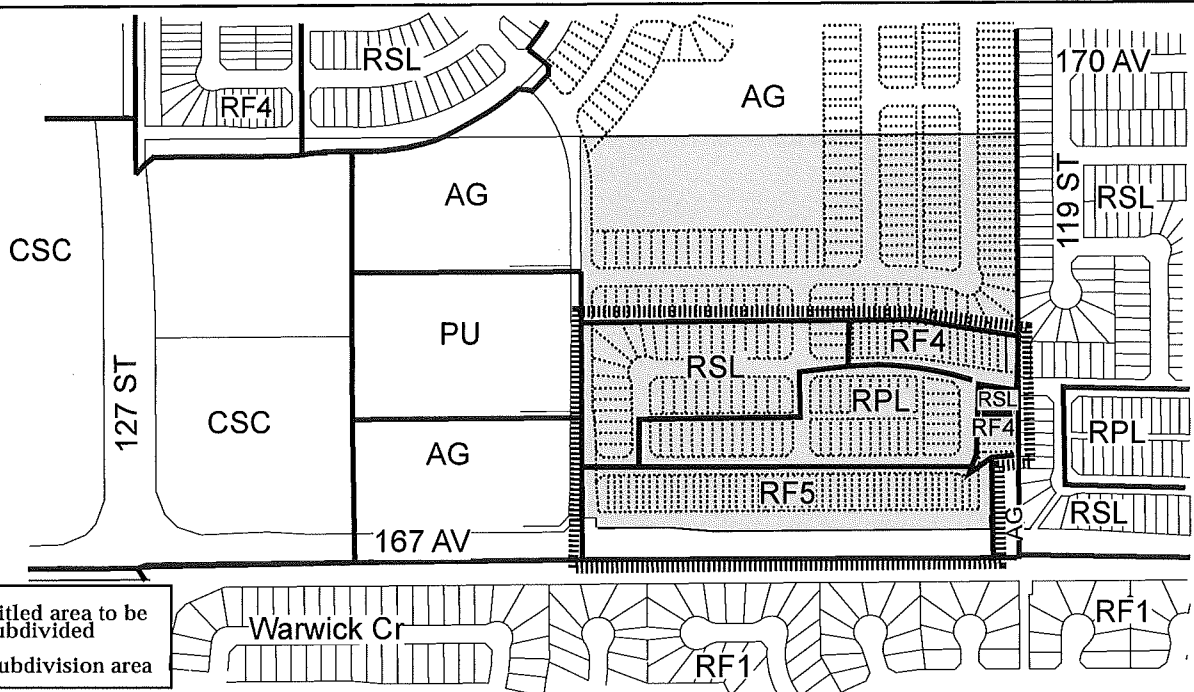 170 AV
RSL
RF4
AG
AG
119 ST
RSL
CSC
PU
RF4
RSL
127 ST
RPL
RSL
CSC
RF4
RPL
AG
RF5
AG
RSL
167 AV
itled area to be
ubdivided
ubdivision area
Warwick Cr
RF1
RF1